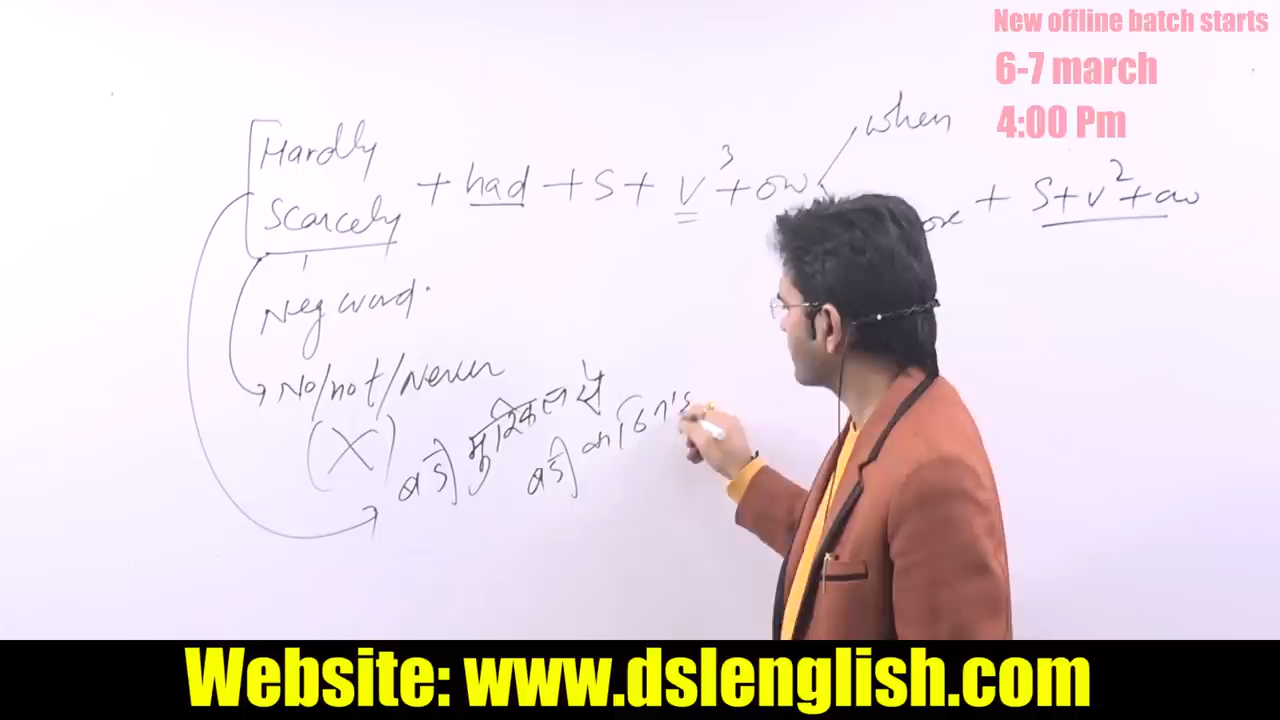 New offline batch starts
6-7 march
4:00 Pm
when
Hardly
Scarcely + had + S + V3 + ow
+ S + V2 + ow
Neg word.
No/not/Never
(X)
बड़ी मुश्किल से
बड़ी
Website: www.dslenglish.com